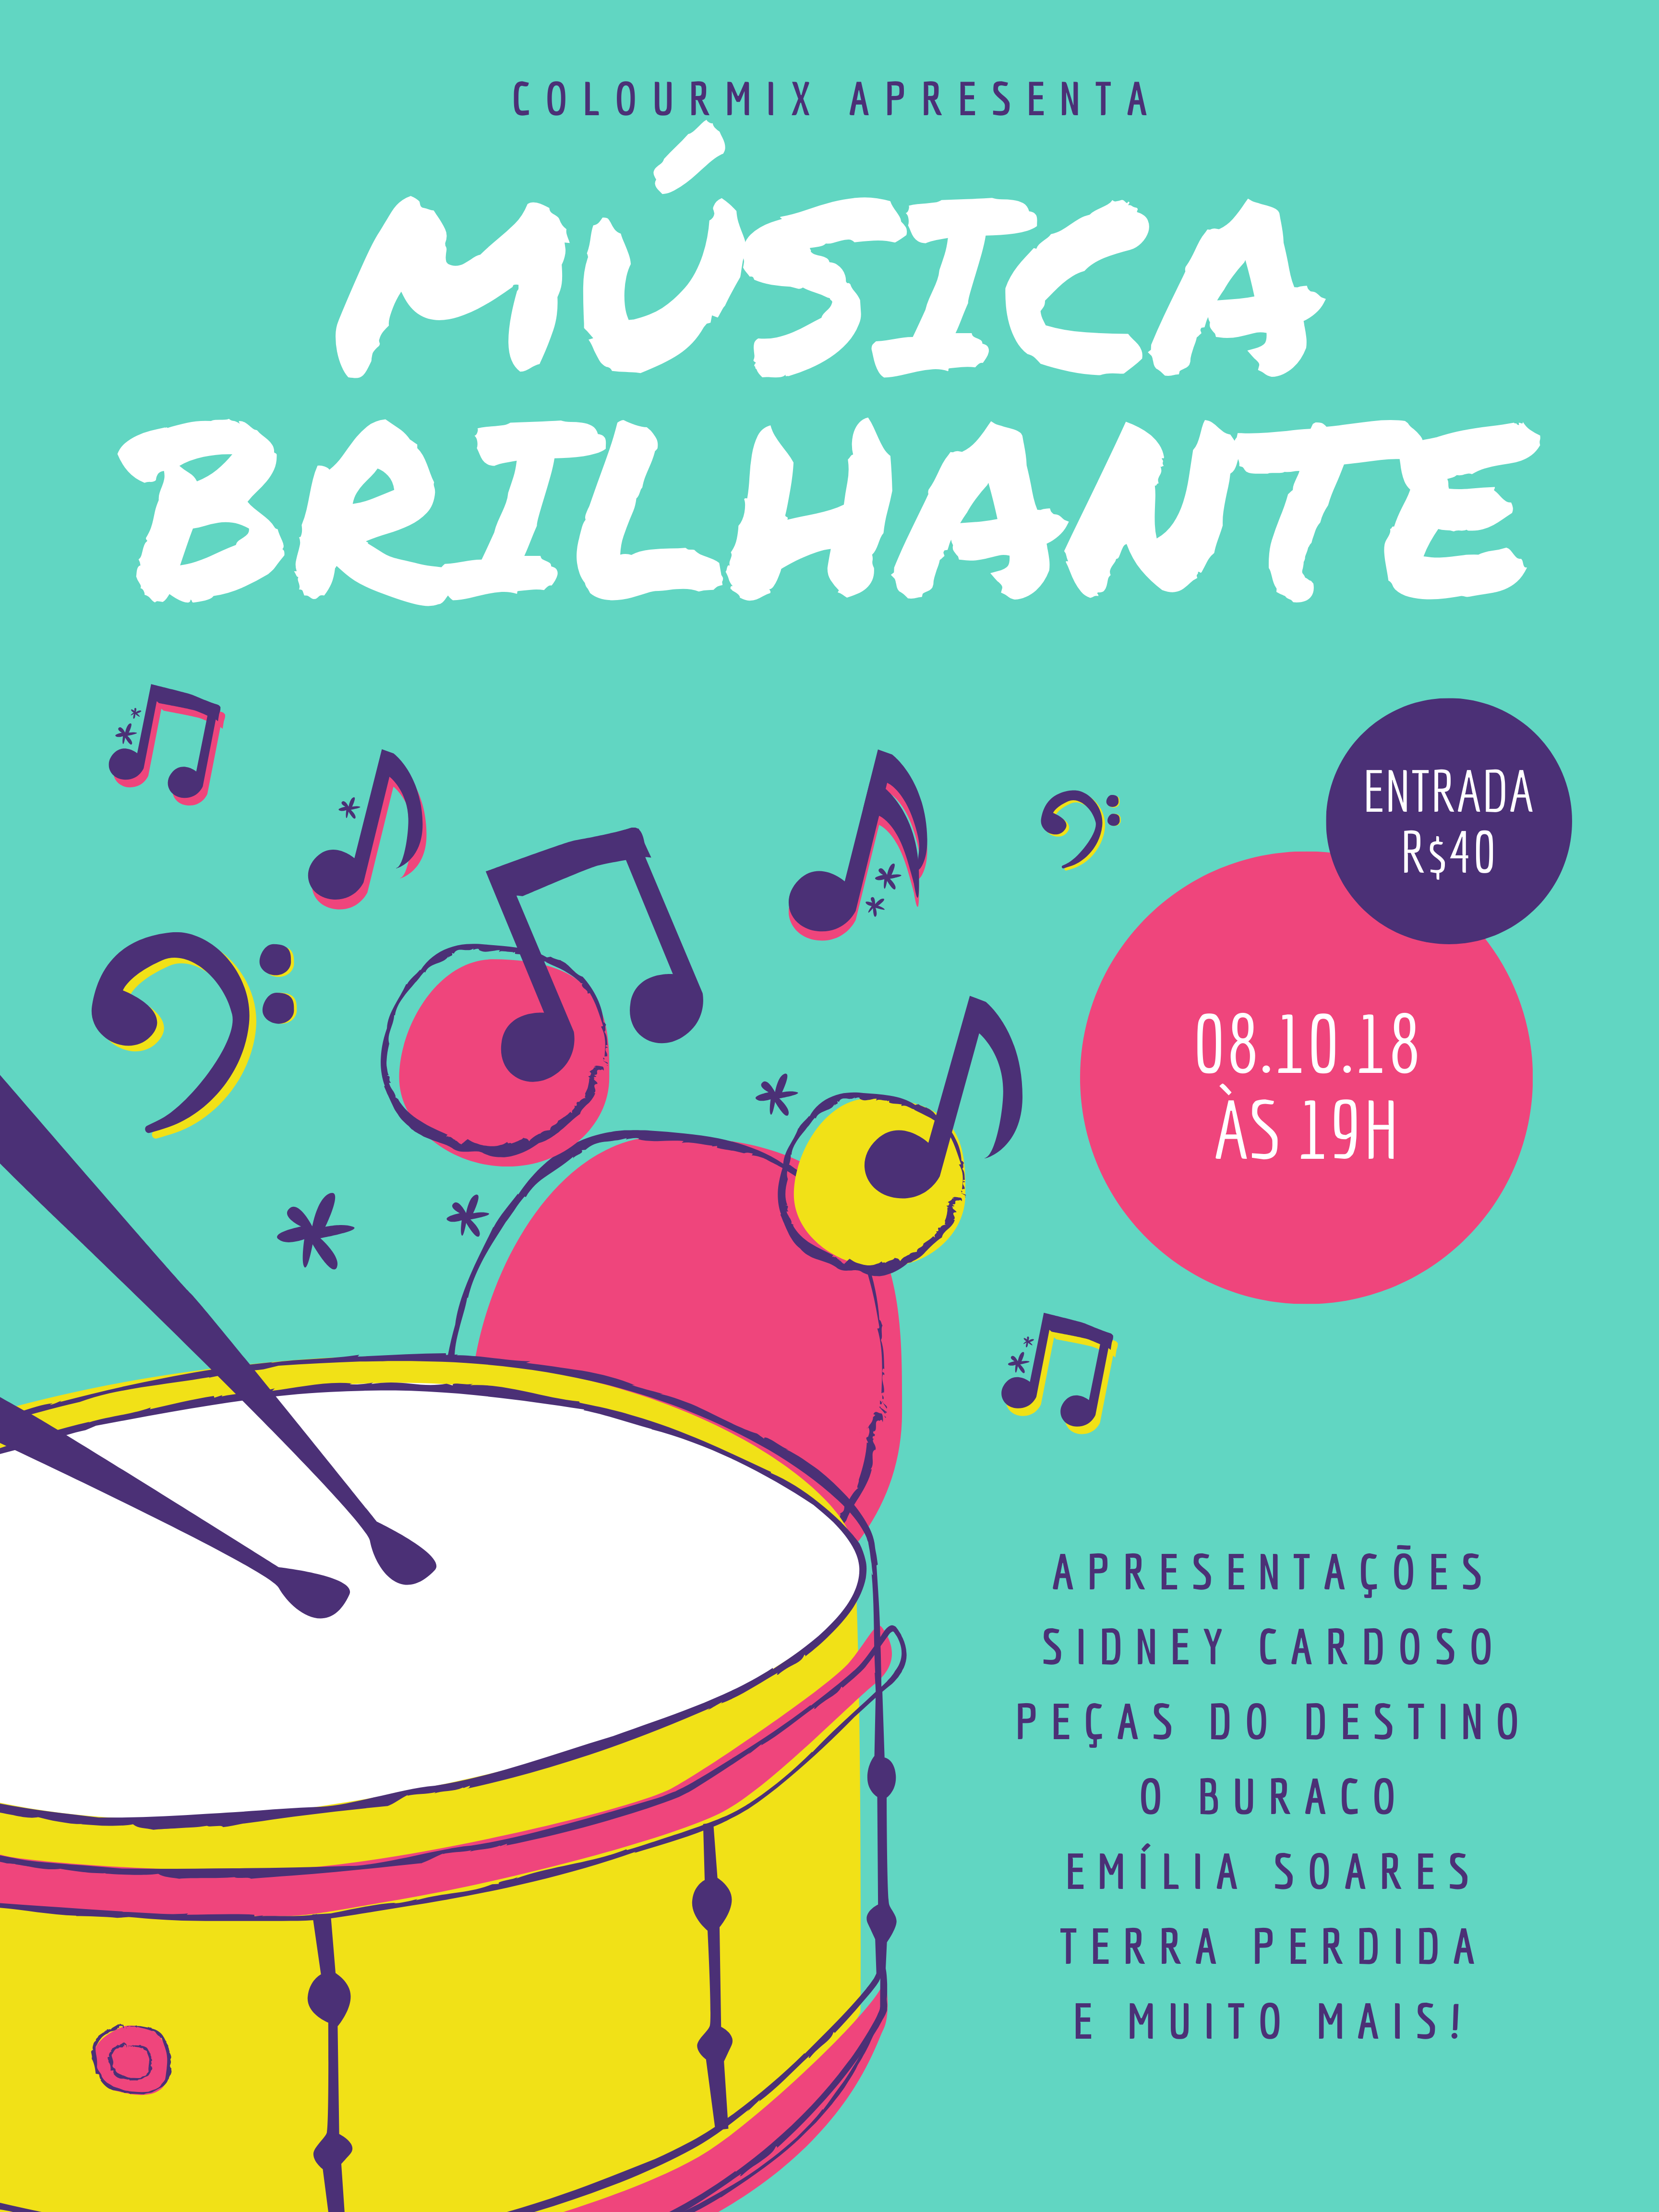 COLOURMIX APRESENTA
MÚSICA
BRILHANTE
ENTRADA
R$40
08.10.18
ÀS 19H
APRESENTAÇÕES
SIDNEY CARDOSO
PEÇAS DO DESTINO
O BURACO
EMÍLIA SOARES
TERRA PERDIDA
E MUITO MAIS!